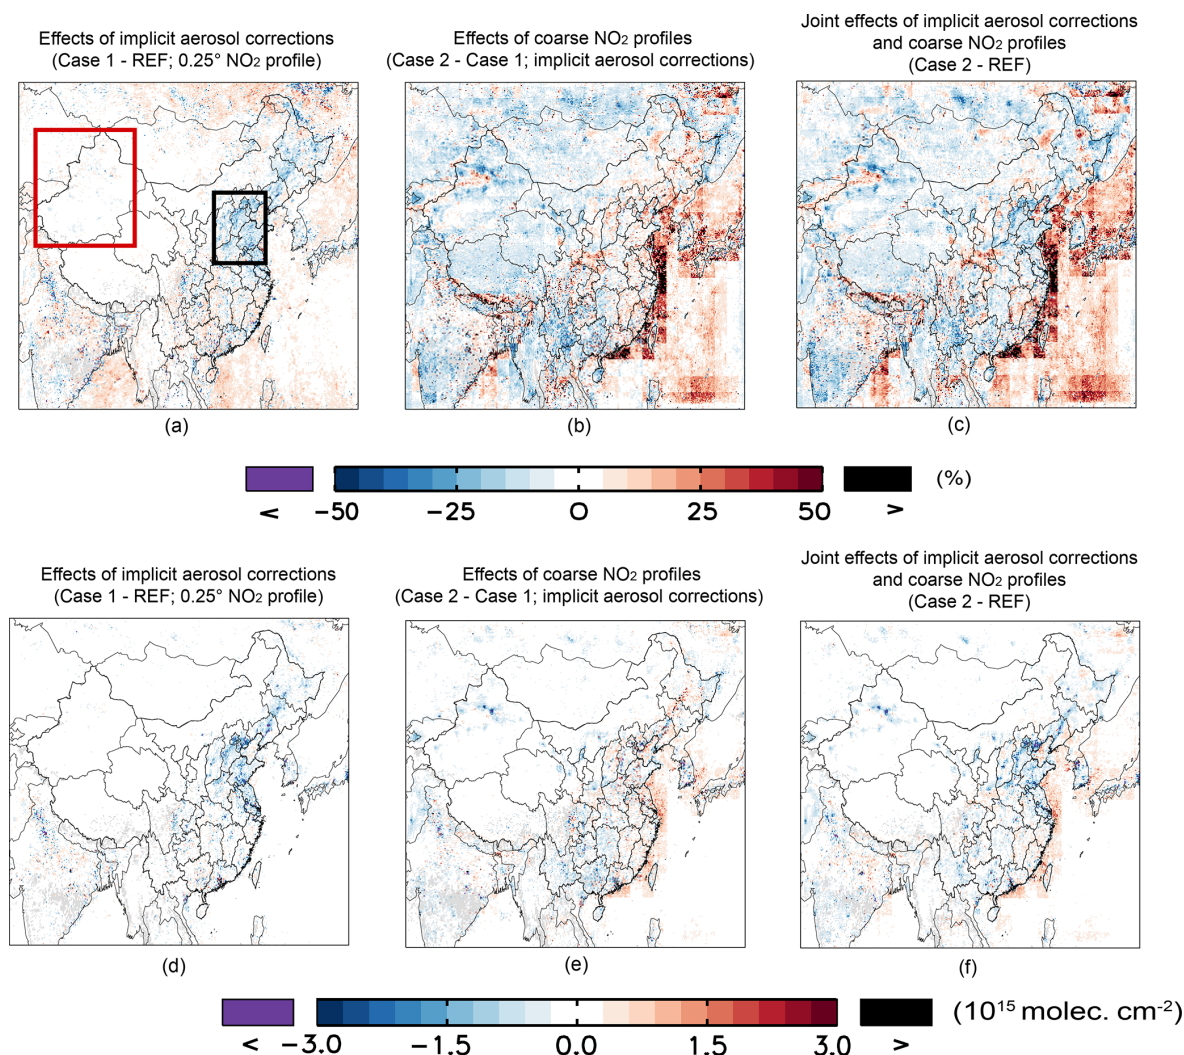 Effects of implicit aerosol corrections
(Case 1 - REF; 0.25° NO₂ profile)
Effects of coarse NO₂ profiles
(Case 2 - Case 1; implicit aerosol corrections)
Joint effects of implicit aerosol corrections
and coarse NO₂ profiles
(Case 2 - REF)
(a)
(b)
(c)
< -50 -25 0 25 50 > (%)
Effects of implicit aerosol corrections
(Case 1 - REF; 0.25° NO₂ profile)
Effects of coarse NO₂ profiles
(Case 2 - Case 1; implicit aerosol corrections)
Joint effects of implicit aerosol corrections
and coarse NO₂ profiles
(Case 2 - REF)
(d)
(e)
(f)
< -3.0 -1.5 0.0 1.5 3.0 > (10¹⁵ molec. cm⁻²)